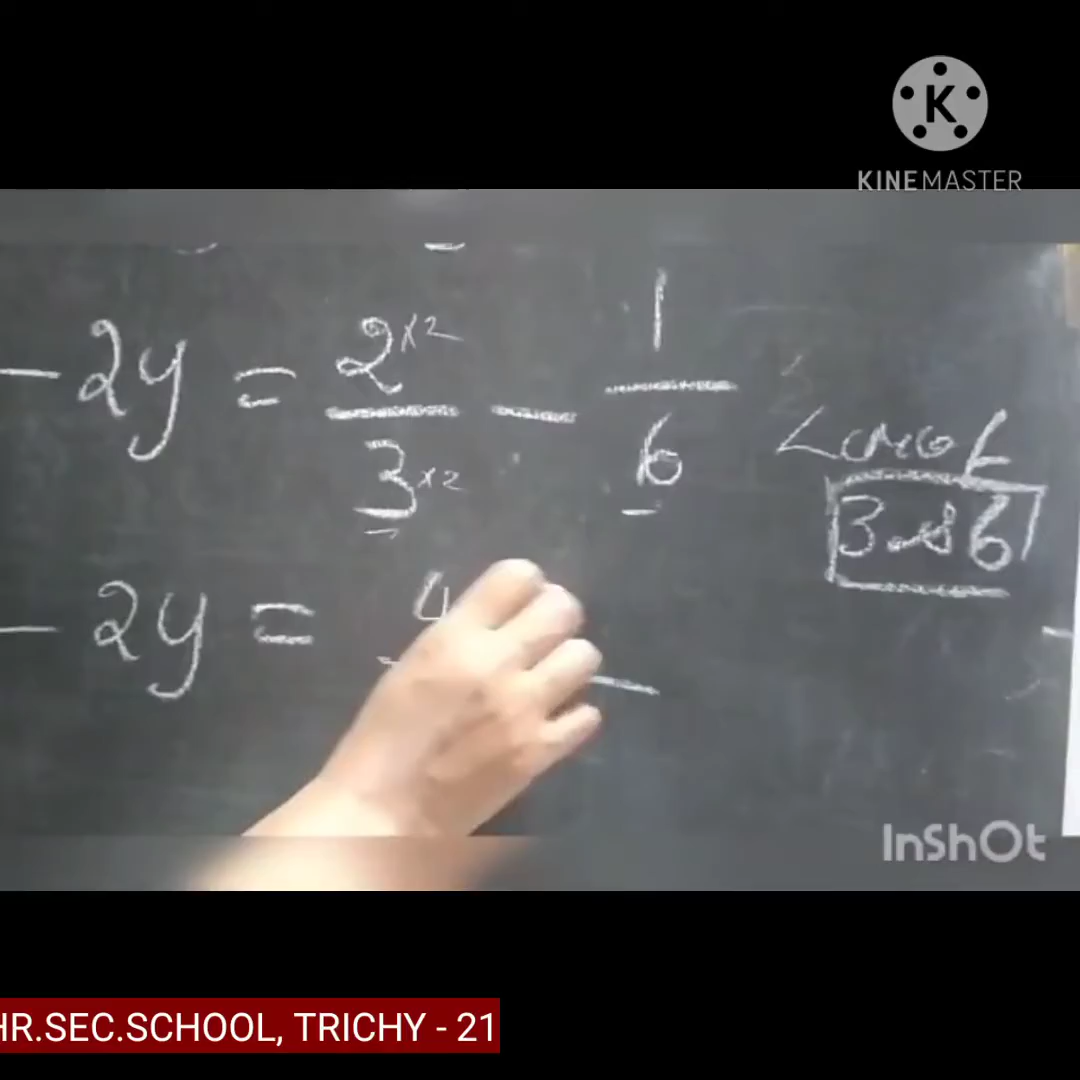 KINEMASTER
- 2y = 2 ×2 / 3 ×2 - 1 / 6
Lcm of
3 & 6
- 2y = 4
InShOt
HR.SEC.SCHOOL, TRICHY - 21